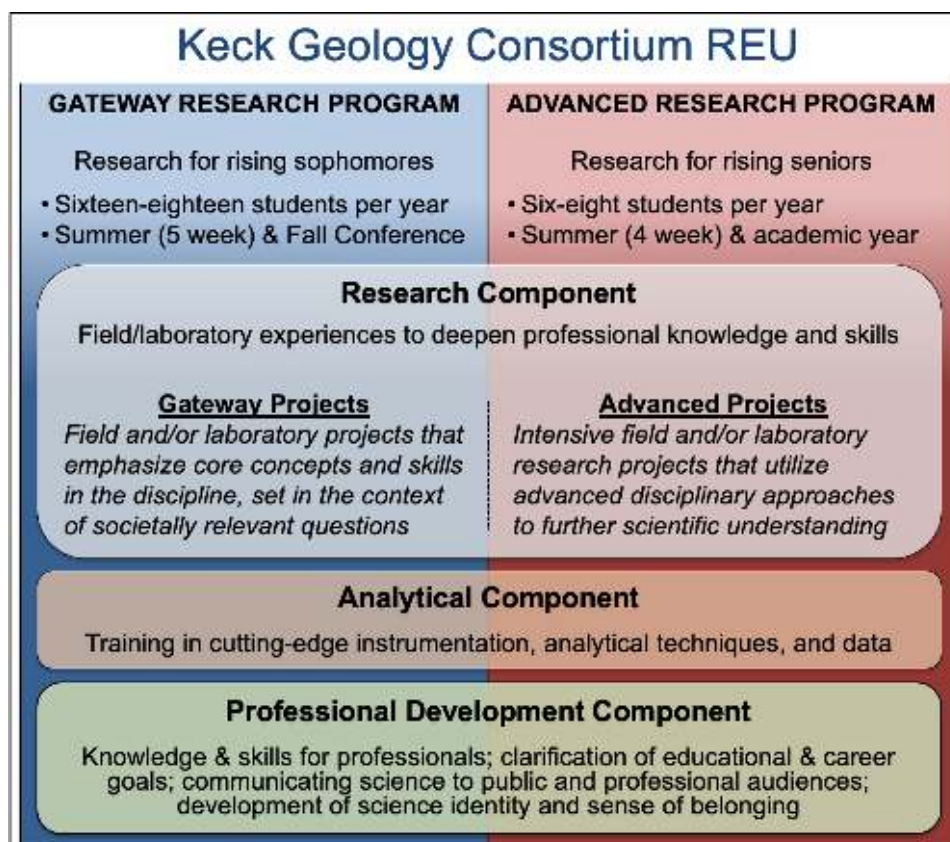 Keck Geology Consortium REU
GATEWAY RESEARCH PROGRAM
Research for rising sophomores
• Sixteen-eighteen students per year
• Summer (5 week) & Fall Conference
ADVANCED RESEARCH PROGRAM
Research for rising seniors
• Six-eight students per year
• Summer (4 week) & academic year
Research Component
Field/laboratory experiences to deepen professional knowledge and skills
Gateway Projects
Field and/or laboratory projects that
emphasize core concepts and skills
in the discipline, set in the context
of societally relevant questions
Advanced Projects
Intensive field and/or laboratory
research projects that utilize
advanced disciplinary approaches
to further scientific understanding
Analytical Component
Training in cutting-edge instrumentation, analytical techniques, and data
Professional Development Component
Knowledge & skills for professionals; clarification of educational & career
goals; communicating science to public and professional audiences;
development of science identity and sense of belonging